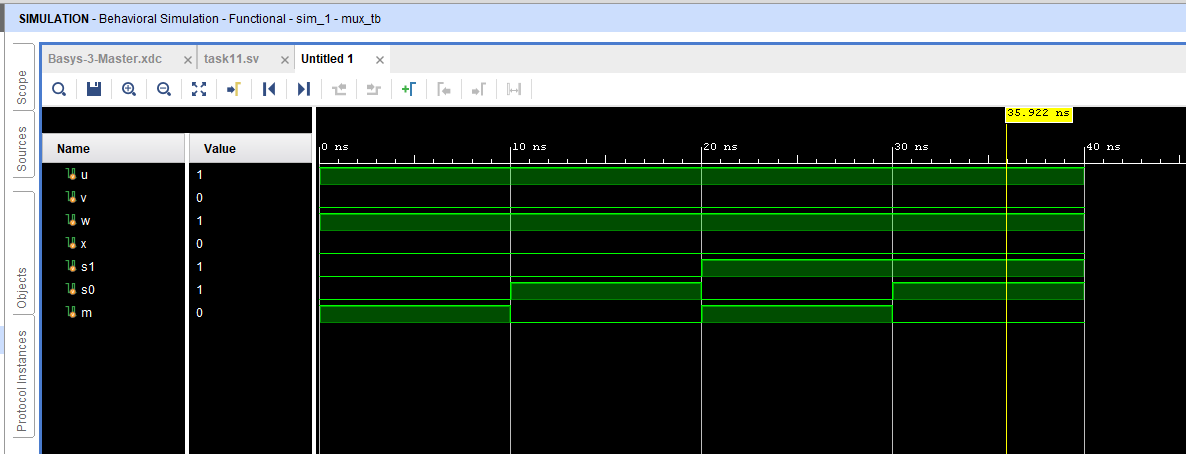 SIMULATION - Behavioral Simulation - Functional - sim_1 - mux_tb
Scope
Sources
Objects
Protocol Instances
Basys-3-Master.xdc × task11.sv × Untitled 1 ×
35.922 ns
Name Value
0 ns 10 ns 20 ns 30 ns 40 ns
u 1
v 0
w 1
x 0
s1 1
s0 1
m 0